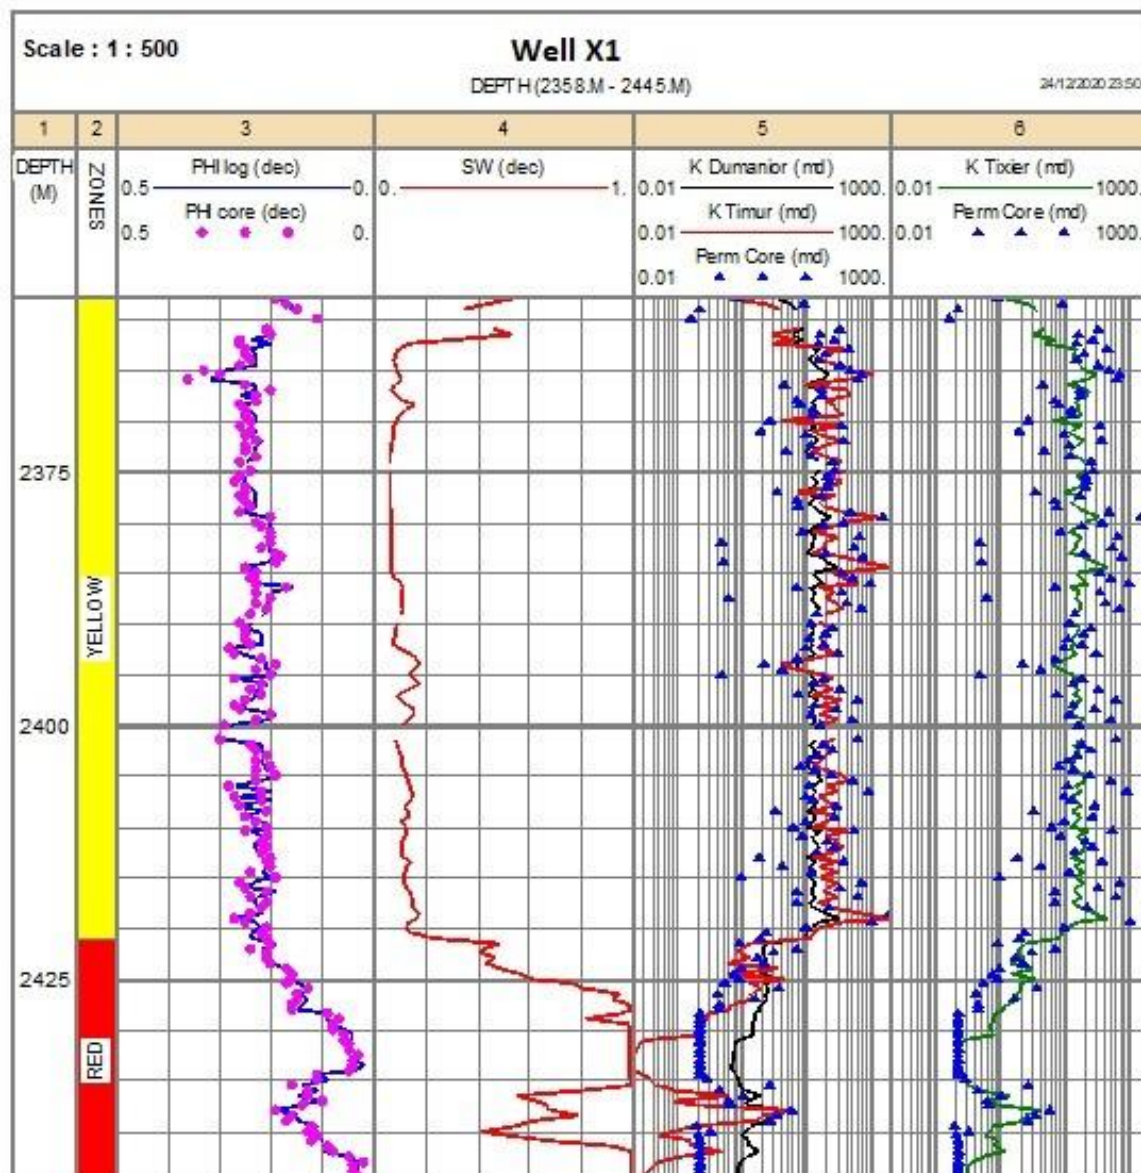 Scale : 1 : 500
Well X1
DEPTH (2358.M - 2445.M)
24/12/2020 23:50
1 2 3 4 5 6
DEPTH (M)
ZONES
PHI log (dec)
0.5 0.
PHI core (dec)
0.5 0.
SW (dec)
0. 1.
K Dumanior (md)
0.01 1000.
K Timur (md)
0.01 1000.
Perm Core (md)
0.01 1000.
K Tixier (md)
0.01 1000.
Perm Core (md)
0.01 1000.
2375
YELLOW
2400
2425
RED